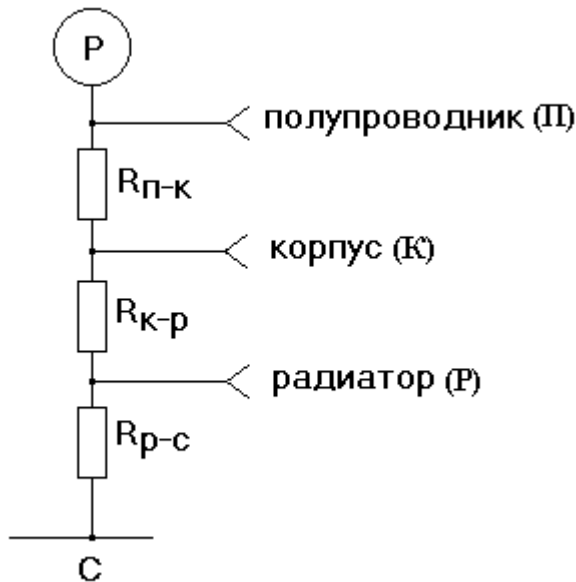 P
полупроводник (П)
Rп-к
корпус (К)
Rк-р
радиатор (Р)
Rр-с
С